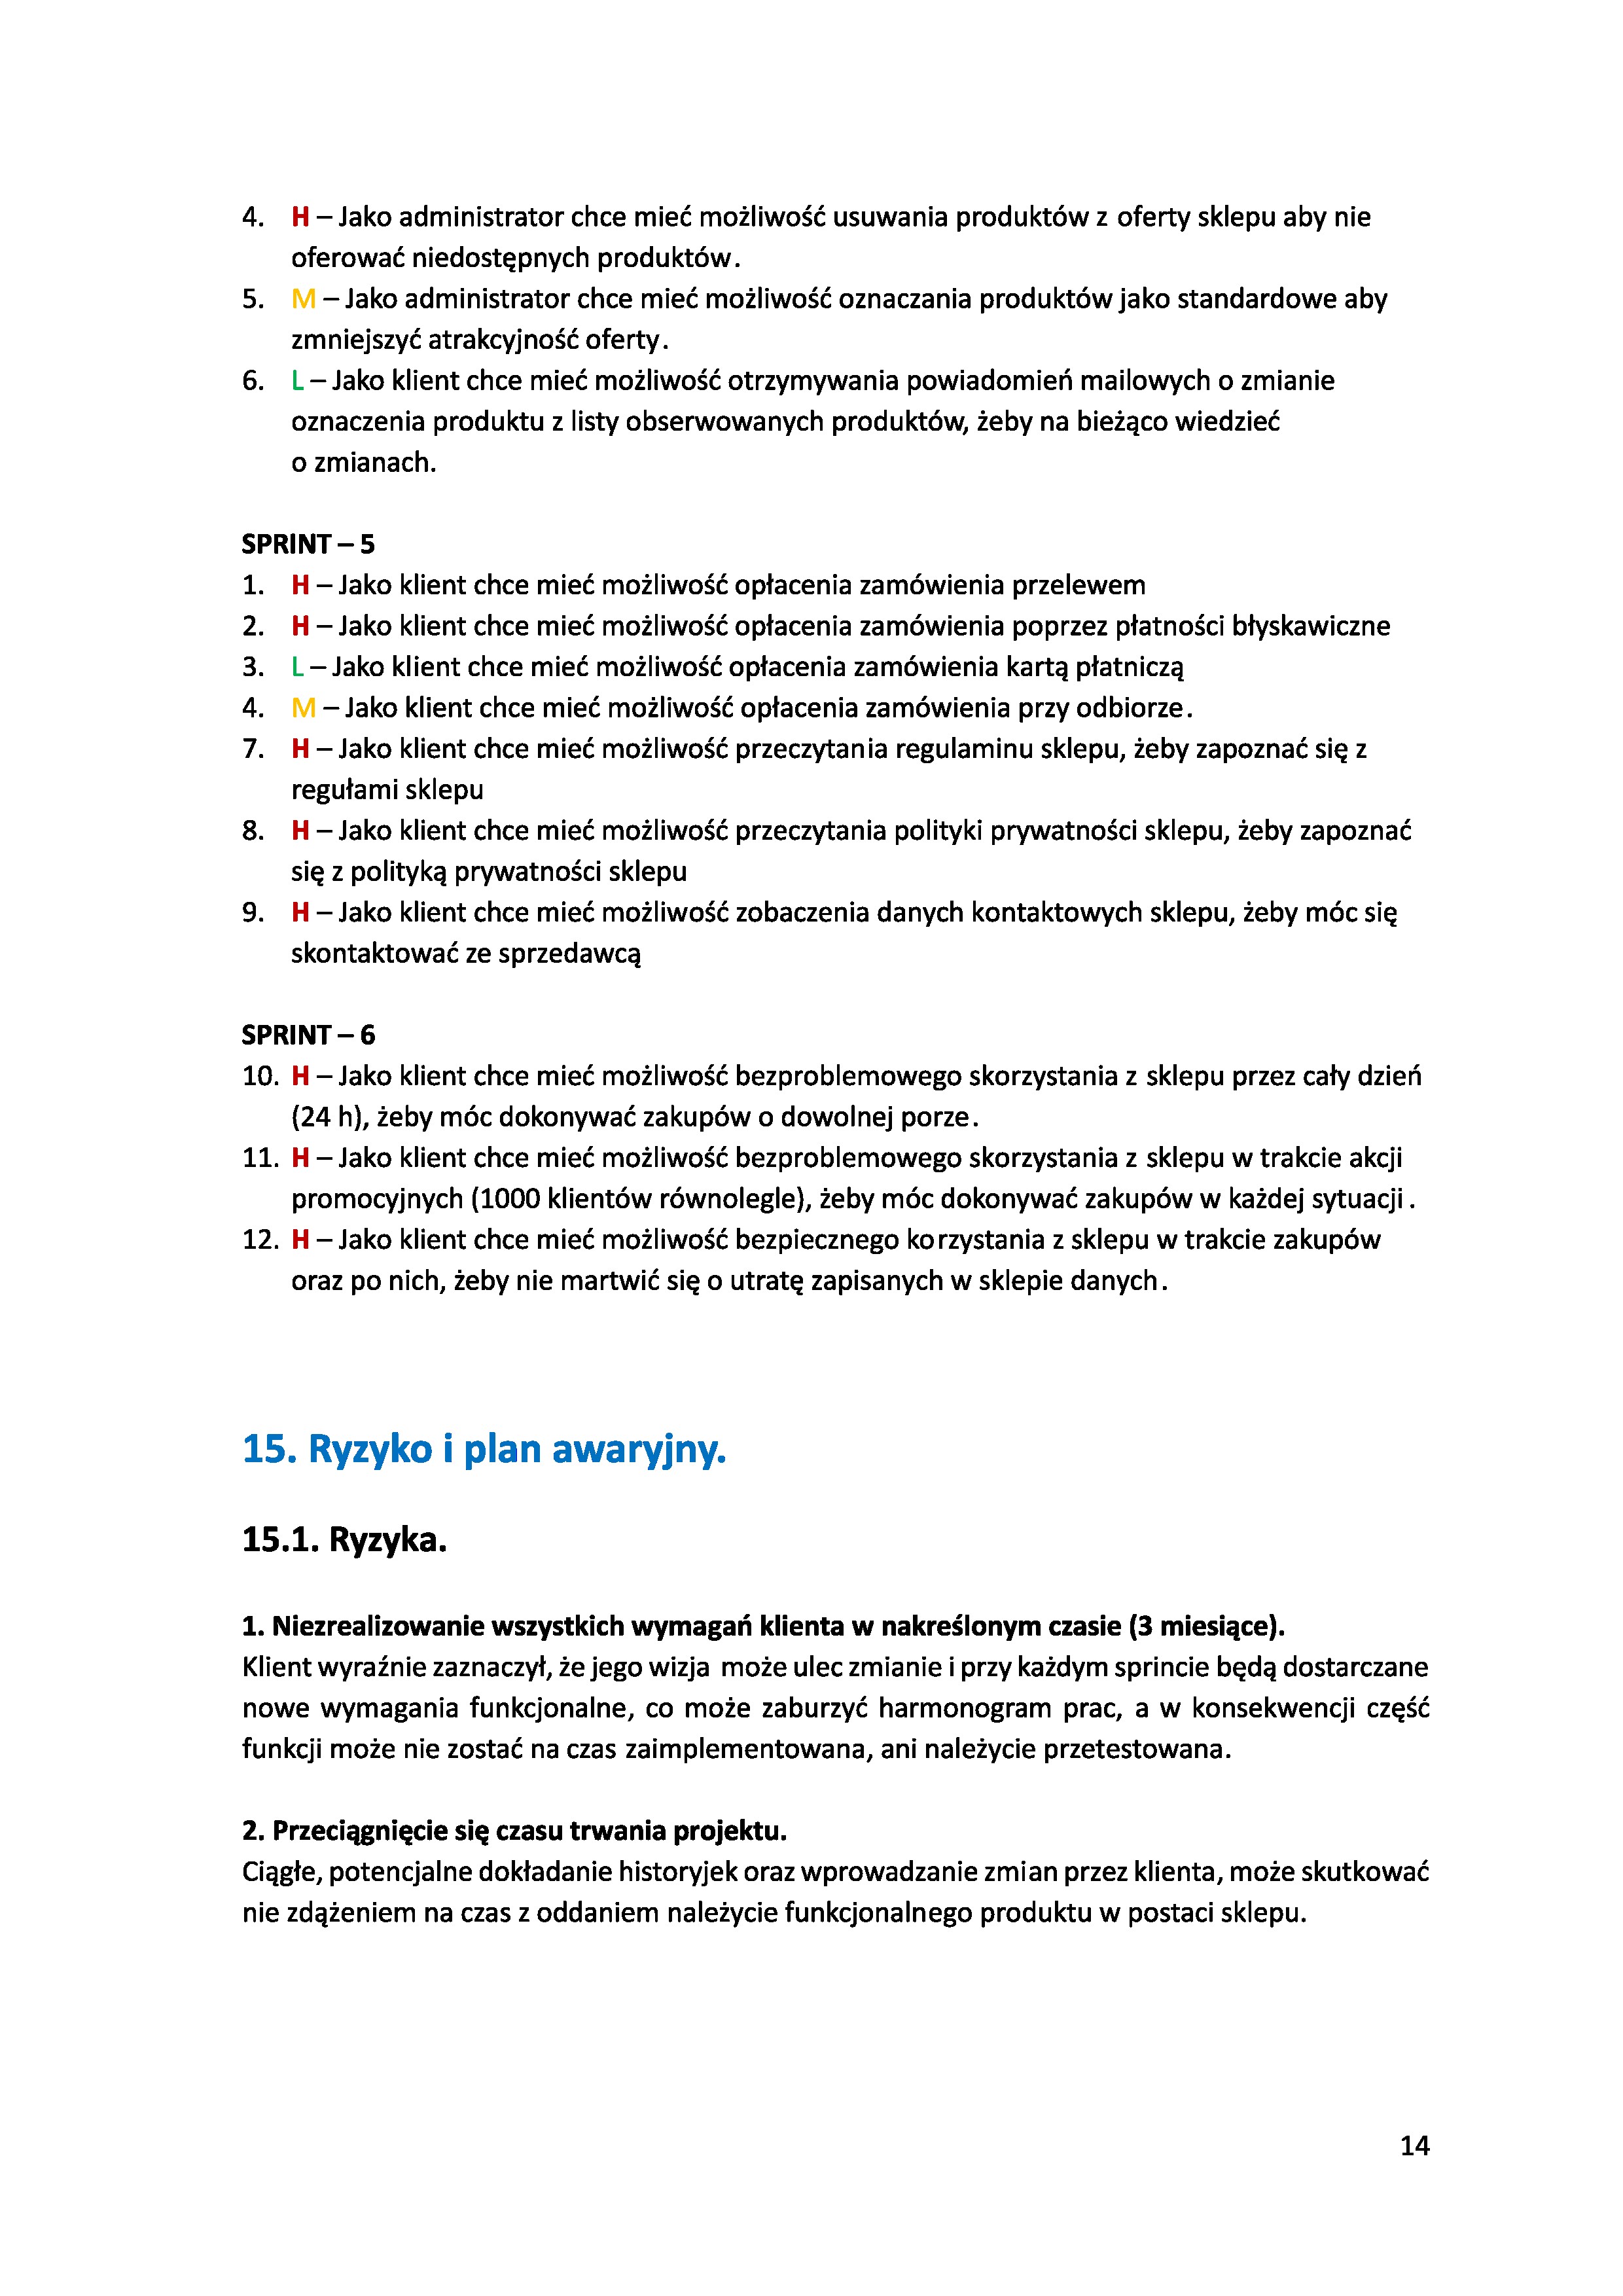 4. H – Jako administrator chce mieć możliwość usuwania produktów z oferty sklepu aby nie
oferować niedostępnych produktów.
5. M – Jako administrator chce mieć możliwość oznaczania produktów jako standardowe aby
zmniejszyć atrakcyjność oferty.
6. L – Jako klient chce mieć możliwość otrzymywania powiadomień mailowych o zmianie
oznaczenia produktu z listy obserwowanych produktów, żeby na bieżąco wiedzieć
o zmianach.
SPRINT – 5
1. H – Jako klient chce mieć możliwość opłacenia zamówienia przelewem
2. H – Jako klient chce mieć możliwość opłacenia zamówienia poprzez płatności błyskawiczne
3. L – Jako klient chce mieć możliwość opłacenia zamówienia kartą płatniczą
4. M – Jako klient chce mieć możliwość opłacenia zamówienia przy odbiorze.
7. H – Jako klient chce mieć możliwość przeczytania regulaminu sklepu, żeby zapoznać się z
regułami sklepu
8. H – Jako klient chce mieć możliwość przeczytania polityki prywatności sklepu, żeby zapoznać
się z polityką prywatności sklepu
9. H – Jako klient chce mieć możliwość zobaczenia danych kontaktowych sklepu, żeby móc się
skontaktować ze sprzedawcą
SPRINT – 6
10. H – Jako klient chce mieć możliwość bezproblemowego skorzystania z sklepu przez cały dzień
(24 h), żeby móc dokonywać zakupów o dowolnej porze.
11. H – Jako klient chce mieć możliwość bezproblemowego skorzystania z sklepu w trakcie akcji
promocyjnych (1000 klientów równolegle), żeby móc dokonywać zakupów w każdej sytuacji.
12. H – Jako klient chce mieć możliwość bezpiecznego korzystania z sklepu w trakcie zakupów
oraz po nich, żeby nie martwić się o utratę zapisanych w sklepie danych.
15. Ryzyko i plan awaryjny.
15.1. Ryzyka.
1. Niezrealizowanie wszystkich wymagań klienta w nakreślonym czasie (3 miesiące).
Klient wyraźnie zaznaczył, że jego wizja może ulec zmianie i przy każdym sprincie będą dostarczane
nowe wymagania funkcjonalne, co może zaburzyć harmonogram prac, a w konsekwencji część
funkcji może nie zostać na czas zaimplementowana, ani należycie przetestowana.
2. Przeciągnięcie się czasu trwania projektu.
Ciągłe, potencjalne dokładanie historyjek oraz wprowadzanie zmian przez klienta, może skutkować
nie zdążeniem na czas z oddaniem należycie funkcjonalnego produktu w postaci sklepu.
14